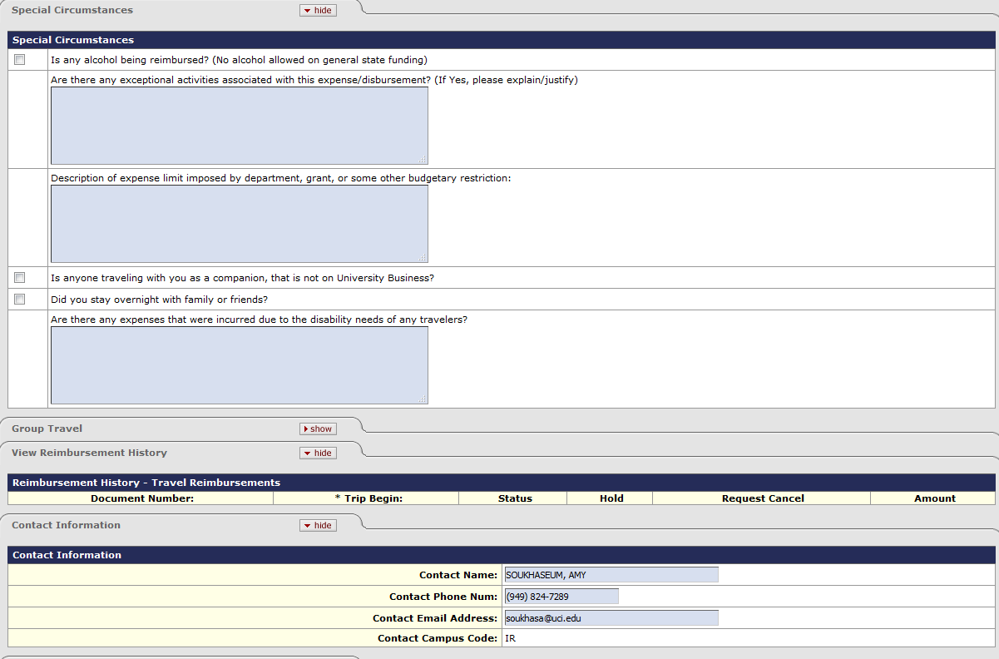 Special Circumstances hide
Special Circumstances
Is any alcohol being reimbursed? (No alcohol allowed on general state funding)
Are there any exceptional activities associated with this expense/disbursement? (If Yes, please explain/justify)
Description of expense limit imposed by department, grant, or some other budgetary restriction:
Is anyone traveling with you as a companion, that is not on University Business?
Did you stay overnight with family or friends?
Are there any expenses that were incurred due to the disability needs of any travelers?
Group Travel show
View Reimbursement History hide
Reimbursement History - Travel Reimbursements
Document Number: * Trip Begin: Status Hold Request Cancel Amount
Contact Information hide
Contact Information
Contact Name: SOUKHASEUM, AMY
Contact Phone Num: (949) 824-7289
Contact Email Address: soukhasa@uci.edu
Contact Campus Code: IR